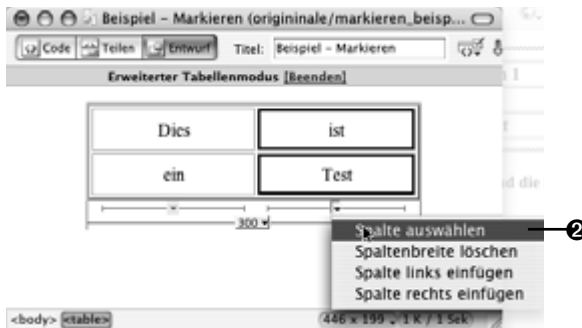 Beispiel – Markieren (origininale/markieren_beisp...
Code Teilen Entwurf Titel: Beispiel – Markieren
Erweiterter Tabellenmodus [Beenden]
Dies ist
ein Test
300
Spalte auswählen 2
Spaltenbreite löschen
Spalte links einfügen
Spalte rechts einfügen
<body> <table> 446 x 199 1 K / 1 Sek